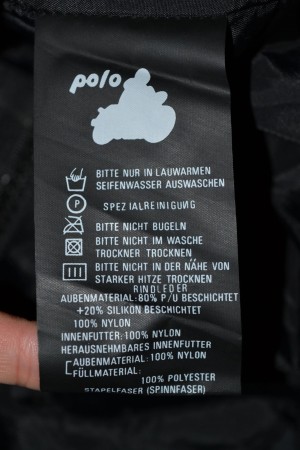 polo
BITTE NUR IN LAUWARMEN
SEIFENWASSER AUSWASCHEN
P SPEZIALREINIGUNG
BITTE NICHT BUGELN
BITTE NICHT IM WASCHE
TROCKNER TROCKNEN
BITTE NICHT IN DER NÄHE VON
STARKER HITZE TROCKNEN
RINDLEDER
AUBENMATERIAL:80% P/U BESCHICHTET
+20% SILIKON BESCHICHTET
100% NYLON
INNENFUTTER:100% NYLON
HERAUSNEHMBARES INNENFUTTER
AUBENMATERIAL:100% NYLON
FÜLLMATERIAL:
100% POLYESTER
STAPELFASER (SPINNFASER)